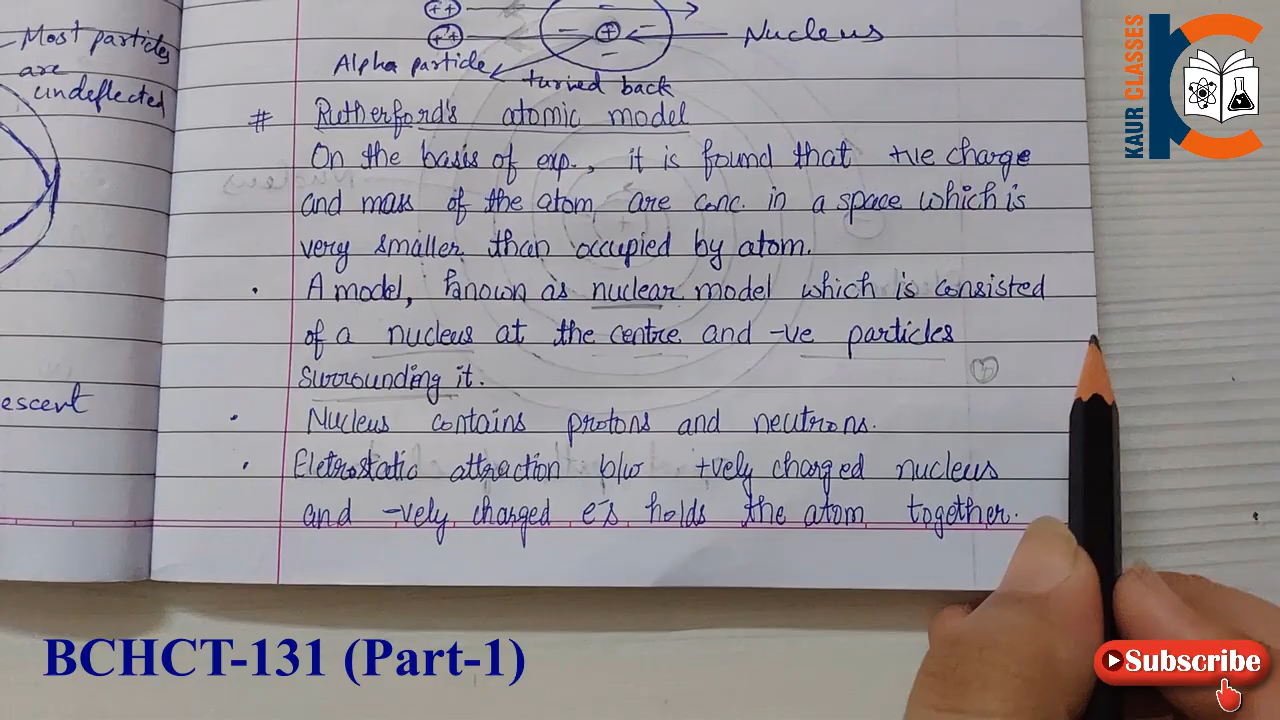 Most particles
are
undeflected
escert
++
++
+
Nucleus
Alpha particle
turned back
# Rutherford's atomic model
On the basis of exp., it is found that +ve charge
and mass of the atom are conc. in a space which is
very smaller than occupied by atom.
. A model, known as nuclear model which is consisted
of a nucleus at the centre and -ve particles
surrounding it.
. Nucleus contains protons and neutrons.
. Eletrostatic attraction b/w +vely charged nucleus
and -vely charged e-s holds the atom together.
KAUR CLASSES
BCHCT-131 (Part-1)
Subscribe